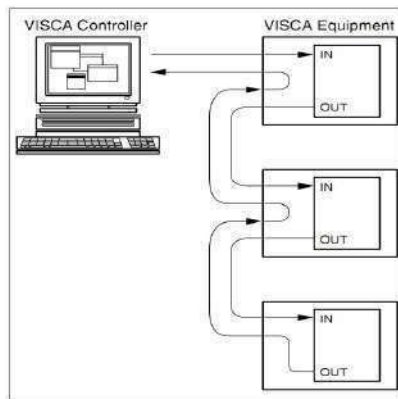 VISCA Controller
VISCA Equipment
IN
OUT
IN
OUT
IN
OUT